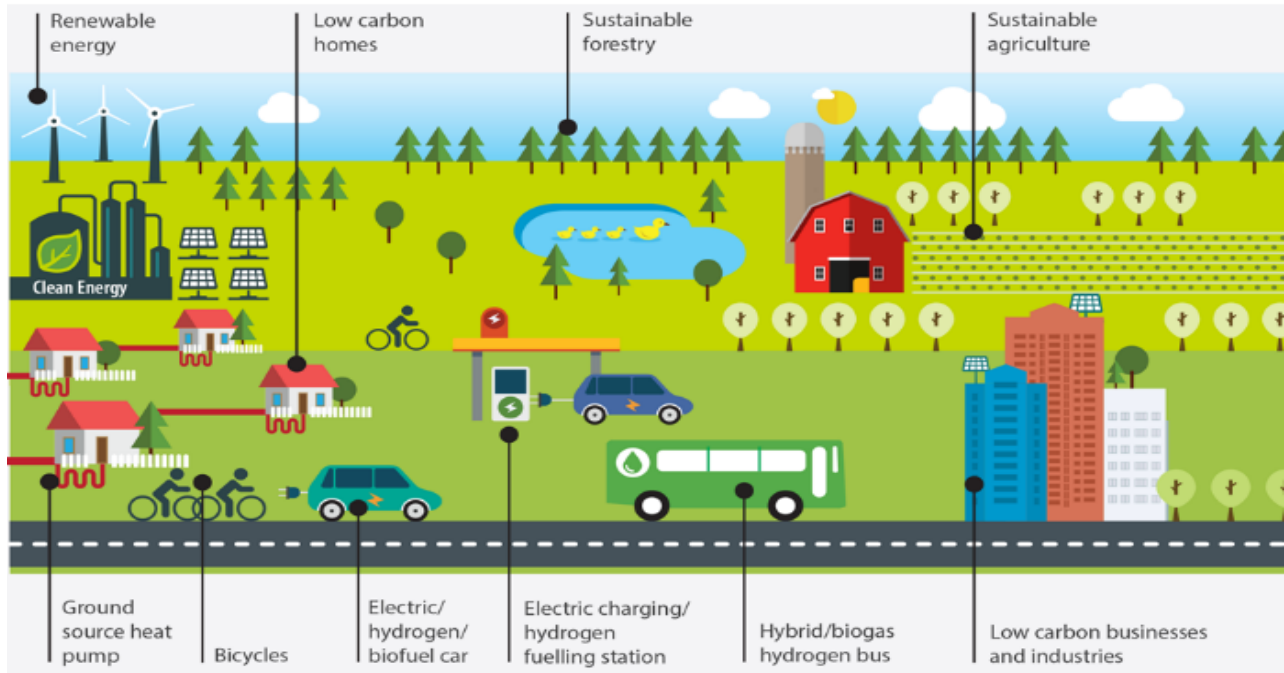 Renewable
energy
Low carbon
homes
Sustainable
forestry
Sustainable
agriculture
Clean Energy
Ground
source heat
pump
Bicycles
Electric/
hydrogen/
biofuel car
Electric charging/
hydrogen
fuelling station
Hybrid/biogas
hydrogen bus
Low carbon businesses
and industries